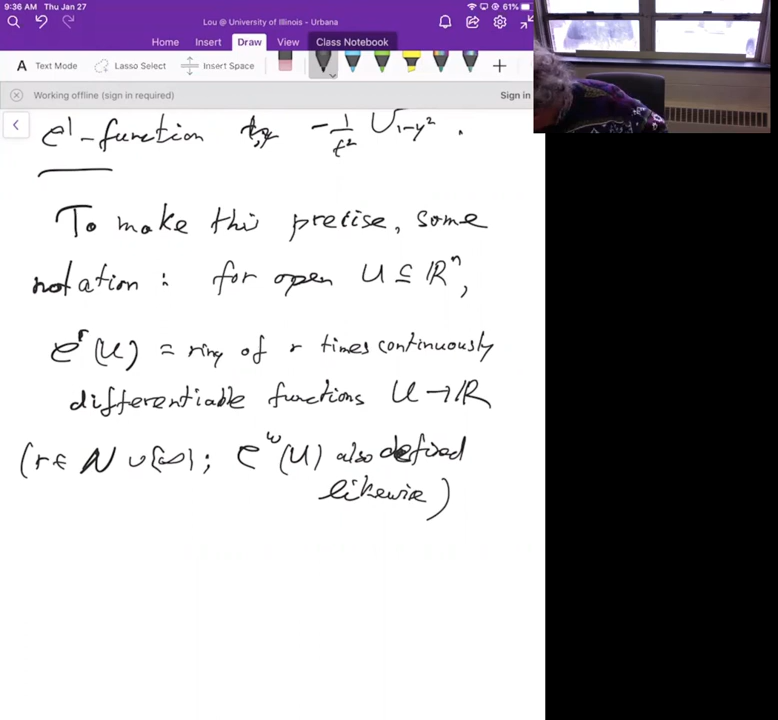 9:36 AM Thu Jan 27
61%
Lou @ University of Illinois - Urbana
Home Insert Draw View Class Notebook
A Text Mode Lasso Select Insert Space
Working offline (sign in required) Sign in
C¹-function
To make this precise, some
notation : for open U ⊆ ℝⁿ,
Cʳ(U) = ring of r times continuously
differentiable functions U → ℝ
(r ∈ ℕ ∪ {∞}; C^ω(U) also defined
likewise)